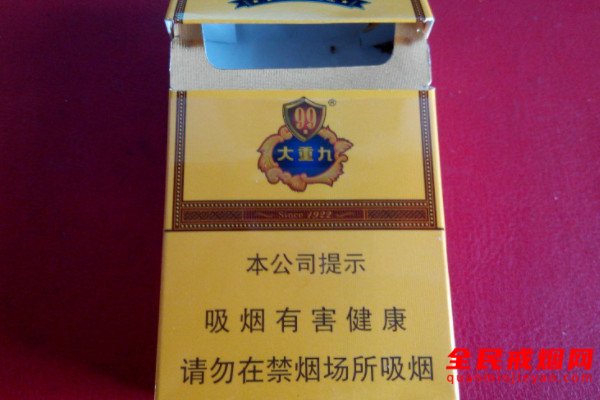 99
®
大重九
Since 1922
本公司提示
吸烟有害健康
请勿在禁烟场所吸烟
全民戒烟网